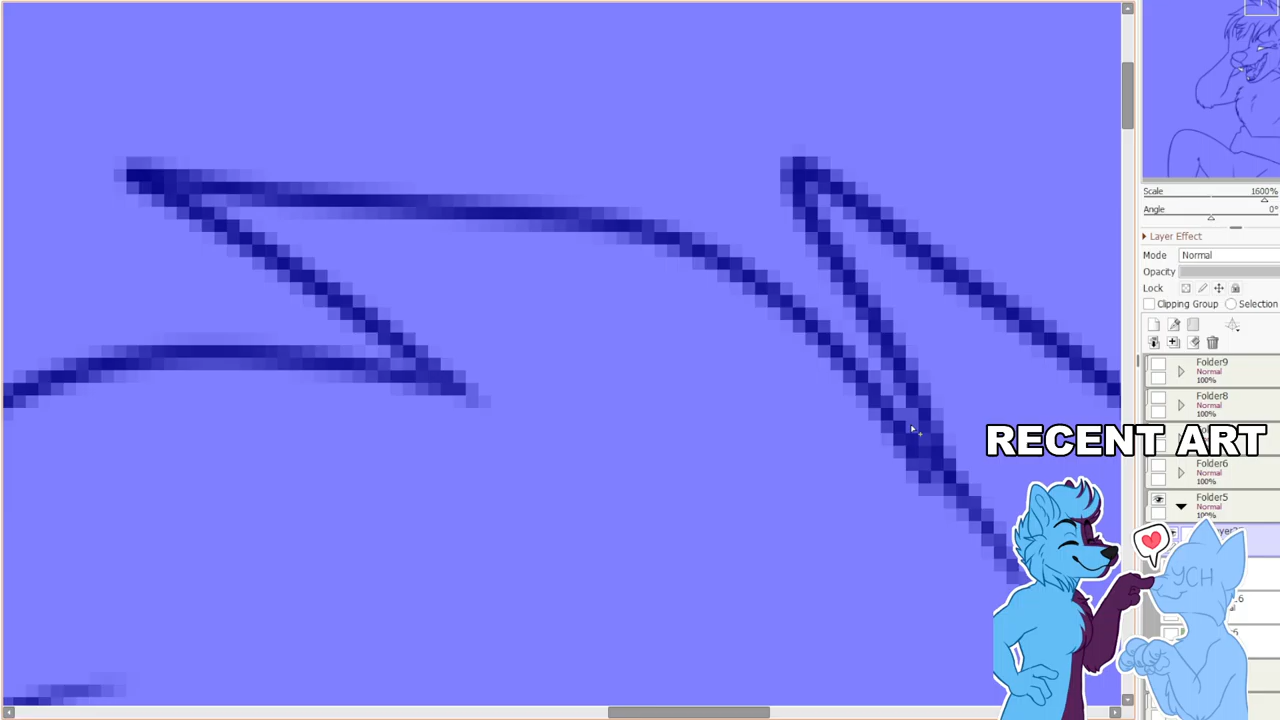 Scale 1600%
Angle 0°
Layer Effect
Mode Normal
Opacity
Lock
Clipping Group Selection
Folder9
Normal
100%
Folder8
Normal
100%
RECENT ART
Folder6
Normal
100%
Folder5
Normal
100%
YCH